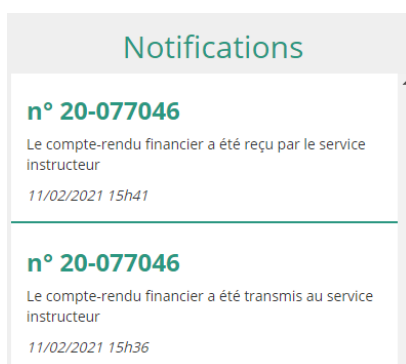 Notifications
n° 20-077046
Le compte-rendu financier a été reçu par le service
instructeur
11/02/2021 15h41
n° 20-077046
Le compte-rendu financier a été transmis au service
instructeur
11/02/2021 15h36